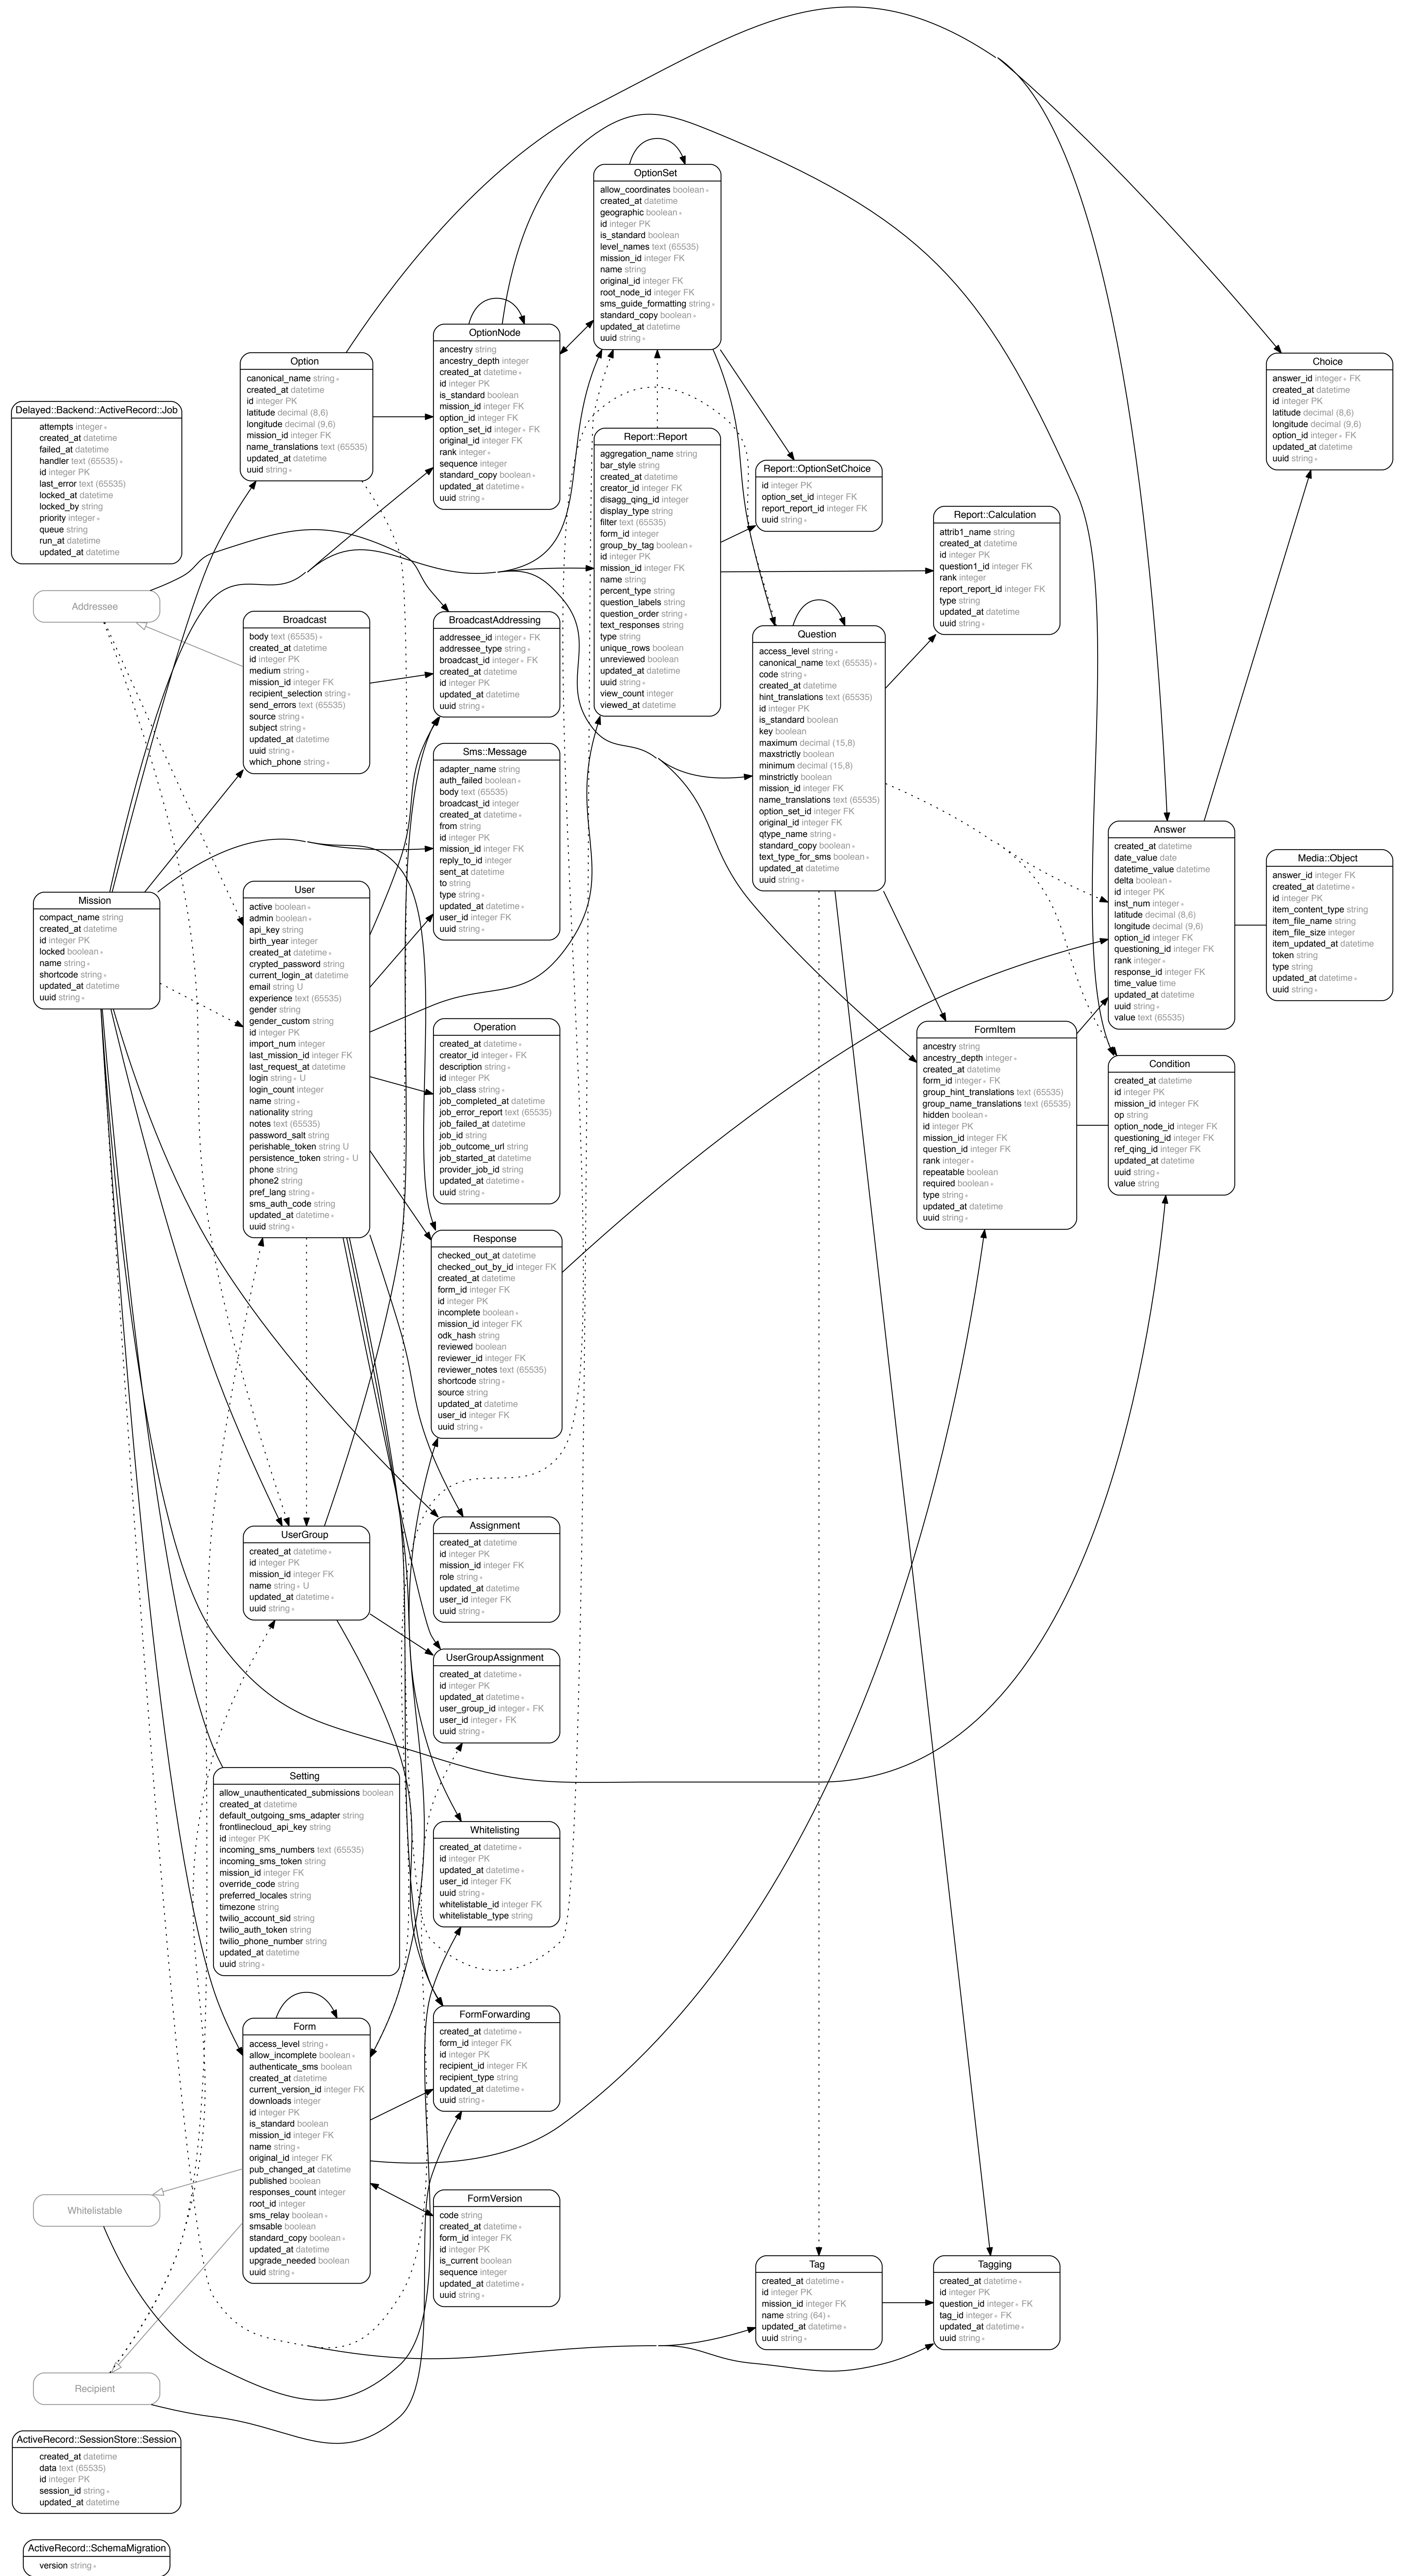 OptionSet
allow_coordinates boolean ∗
created_at datetime
geographic boolean ∗
id integer PK
is_standard boolean
level_names text (65535)
mission_id integer FK
name string
original_id integer FK
root_node_id integer FK
sms_guide_formatting string ∗
standard_copy boolean ∗
updated_at datetime
uuid string ∗
OptionNode
ancestry string
ancestry_depth integer
created_at datetime ∗
id integer PK
is_standard boolean
mission_id integer FK
option_id integer FK
option_set_id integer ∗ FK
original_id integer FK
rank integer ∗
sequence integer
standard_copy boolean ∗
updated_at datetime ∗
uuid string ∗
Option
canonical_name string ∗
created_at datetime
id integer PK
latitude decimal (8,6)
longitude decimal (9,6)
mission_id integer FK
name_translations text (65535)
updated_at datetime
uuid string ∗
Choice
answer_id integer ∗ FK
created_at datetime
id integer PK
latitude decimal (8,6)
longitude decimal (9,6)
option_id integer ∗ FK
updated_at datetime
uuid string ∗
Delayed::Backend::ActiveRecord::Job
attempts integer ∗
created_at datetime
failed_at datetime
handler text (65535) ∗
id integer PK
last_error text (65535)
locked_at datetime
locked_by string
priority integer ∗
queue string
run_at datetime
updated_at datetime
Report::Report
aggregation_name string
bar_style string
created_at datetime
creator_id integer FK
disagg_qing_id integer
display_type string
filter text (65535)
form_id integer
group_by_tag boolean ∗
id integer PK
mission_id integer FK
name string
percent_type string
question_labels string
question_order string ∗
text_responses string
type string
unique_rows boolean
unreviewed boolean
updated_at datetime
uuid string ∗
view_count integer
viewed_at datetime
Report::OptionSetChoice
id integer PK
option_set_id integer FK
report_report_id integer FK
uuid string ∗
Report::Calculation
attrib1_name string
created_at datetime
id integer PK
question1_id integer FK
rank integer
report_report_id integer FK
type string
updated_at datetime
uuid string ∗
Addressee
Broadcast
body text (65535) ∗
created_at datetime
id integer PK
medium string ∗
mission_id integer FK
recipient_selection string ∗
send_errors text (65535)
source string ∗
subject string ∗
updated_at datetime
uuid string ∗
which_phone string ∗
BroadcastAddressing
addressee_id integer ∗ FK
addressee_type string ∗
broadcast_id integer ∗ FK
created_at datetime
id integer PK
updated_at datetime
uuid string ∗
Question
access_level string ∗
canonical_name text (65535) ∗
code string ∗
created_at datetime
hint_translations text (65535)
id integer PK
is_standard boolean
key boolean
maximum decimal (15,8)
maxstrictly boolean
minimum decimal (15,8)
minstrictly boolean
mission_id integer FK
name_translations text (65535)
option_set_id integer FK
original_id integer FK
qtype_name string ∗
standard_copy boolean ∗
text_type_for_sms boolean ∗
updated_at datetime
uuid string ∗
Sms::Message
adapter_name string
auth_failed boolean ∗
body text (65535)
broadcast_id integer
created_at datetime ∗
from string
id integer PK
mission_id integer FK
reply_to_id integer
sent_at datetime
to string
type string ∗
updated_at datetime ∗
user_id integer FK
uuid string ∗
Answer
created_at datetime
date_value date
datetime_value datetime
delta boolean ∗
id integer PK
inst_num integer ∗
latitude decimal (8,6)
longitude decimal (9,6)
option_id integer FK
questioning_id integer FK
rank integer ∗
response_id integer FK
time_value time
updated_at datetime
uuid string ∗
value text (65535)
Media::Object
answer_id integer FK
created_at datetime ∗
id integer PK
item_content_type string
item_file_name string
item_file_size integer
item_updated_at datetime
token string
type string
updated_at datetime ∗
uuid string ∗
User
active boolean ∗
admin boolean ∗
api_key string
birth_year integer
created_at datetime ∗
crypted_password string
current_login_at datetime
email string U
experience text (65535)
gender string
gender_custom string
id integer PK
import_num integer
last_mission_id integer FK
last_request_at datetime
login string ∗ U
login_count integer
name string ∗
nationality string
notes text (65535)
password_salt string
perishable_token string U
persistence_token string ∗ U
phone string
phone2 string
pref_lang string ∗
sms_auth_code string
updated_at datetime ∗
uuid string ∗
Mission
compact_name string
created_at datetime
id integer PK
locked boolean ∗
name string ∗
shortcode string ∗
updated_at datetime
uuid string ∗
Operation
created_at datetime ∗
creator_id integer ∗ FK
description string ∗
id integer PK
job_class string ∗
job_completed_at datetime
job_error_report text (65535)
job_failed_at datetime
job_id string
job_outcome_url string
job_started_at datetime
provider_job_id string
updated_at datetime ∗
uuid string ∗
FormItem
ancestry string
ancestry_depth integer ∗
created_at datetime
form_id integer ∗ FK
group_hint_translations text (65535)
group_name_translations text (65535)
hidden boolean ∗
id integer PK
mission_id integer FK
question_id integer FK
rank integer ∗
repeatable boolean
required boolean ∗
type string ∗
updated_at datetime
uuid string ∗
Condition
created_at datetime
id integer PK
mission_id integer FK
op string
option_node_id integer FK
questioning_id integer FK
ref_qing_id integer FK
updated_at datetime
uuid string ∗
value string
Response
checked_out_at datetime
checked_out_by_id integer FK
created_at datetime
form_id integer FK
id integer PK
incomplete boolean ∗
mission_id integer FK
odk_hash string
reviewed boolean
reviewer_id integer FK
reviewer_notes text (65535)
shortcode string ∗
source string
updated_at datetime
user_id integer FK
uuid string ∗
Assignment
created_at datetime
id integer PK
mission_id integer FK
role string ∗
updated_at datetime
user_id integer FK
uuid string ∗
UserGroup
created_at datetime ∗
id integer PK
mission_id integer FK
name string ∗ U
updated_at datetime ∗
uuid string ∗
UserGroupAssignment
created_at datetime ∗
id integer PK
updated_at datetime ∗
user_group_id integer ∗ FK
user_id integer ∗ FK
uuid string ∗
Setting
allow_unauthenticated_submissions boolean
created_at datetime
default_outgoing_sms_adapter string
frontlinecloud_api_key string
id integer PK
incoming_sms_numbers text (65535)
incoming_sms_token string
mission_id integer FK
override_code string
preferred_locales string
timezone string
twilio_account_sid string
twilio_auth_token string
twilio_phone_number string
updated_at datetime
uuid string ∗
Whitelisting
created_at datetime ∗
id integer PK
updated_at datetime ∗
user_id integer FK
uuid string ∗
whitelistable_id integer FK
whitelistable_type string
Form
access_level string ∗
allow_incomplete boolean ∗
authenticate_sms boolean
created_at datetime
current_version_id integer FK
downloads integer
id integer PK
is_standard boolean
mission_id integer FK
name string ∗
original_id integer FK
pub_changed_at datetime
published boolean
responses_count integer
root_id integer
sms_relay boolean ∗
smsable boolean
standard_copy boolean ∗
updated_at datetime
upgrade_needed boolean
uuid string ∗
FormForwarding
created_at datetime ∗
form_id integer FK
id integer PK
recipient_id integer FK
recipient_type string
updated_at datetime ∗
uuid string ∗
Whitelistable
FormVersion
code string
created_at datetime ∗
form_id integer FK
id integer PK
is_current boolean
sequence integer
updated_at datetime ∗
uuid string ∗
Tag
created_at datetime ∗
id integer PK
mission_id integer FK
name string (64) ∗
updated_at datetime ∗
uuid string ∗
Tagging
created_at datetime ∗
id integer PK
question_id integer ∗ FK
tag_id integer ∗ FK
updated_at datetime ∗
uuid string ∗
Recipient
ActiveRecord::SessionStore::Session
created_at datetime
data text (65535)
id integer PK
session_id string ∗
updated_at datetime
ActiveRecord::SchemaMigration
version string ∗